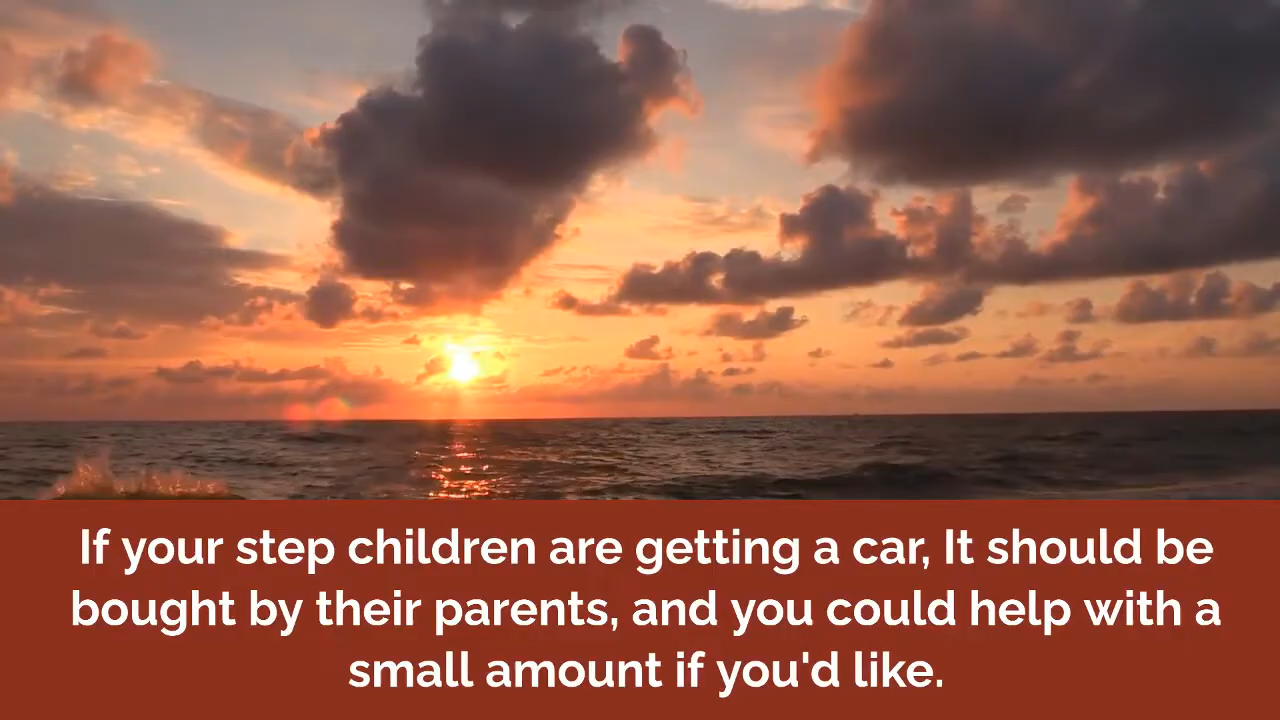 If your step children are getting a car, It should be
bought by their parents, and you could help with a
small amount if you'd like.